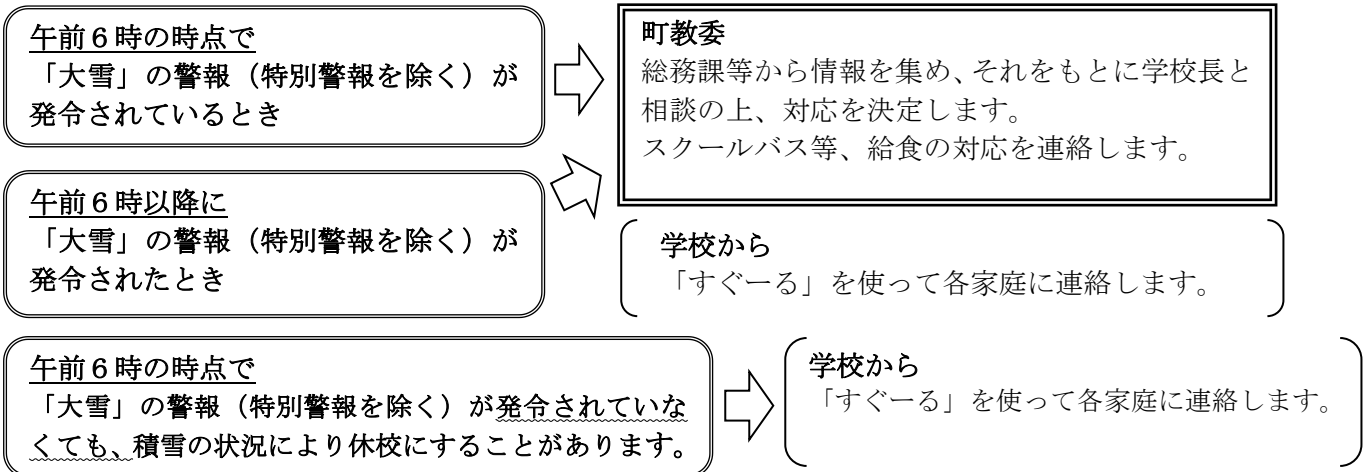 午前６時の時点で
「大雪」の警報（特別警報を除く）が
発令されているとき
町教委
総務課等から情報を集め、それをもとに学校長と
相談の上、対応を決定します。
スクールバス等、給食の対応を連絡します。
午前６時以降に
「大雪」の警報（特別警報を除く）が
発令されたとき
学校から
「すぐーる」を使って各家庭に連絡します。
午前６時の時点で
「大雪」の警報（特別警報を除く）が発令されていな
くても、積雪の状況により休校にすることがあります。
学校から
「すぐーる」を使って各家庭に連絡します。